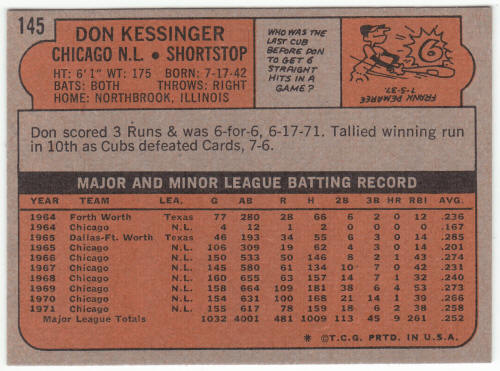 145
DON KESSINGER
CHICAGO N.L. • SHORTSTOP
HT: 6' 1" WT: 175 BORN: 7-17-42
BATS: BOTH THROWS: RIGHT
HOME: NORTHBROOK, ILLINOIS
WHO WAS THE
LAST CUB
BEFORE DON
TO GET 6
STRAIGHT
HITS IN A
GAME?
6
FRANK DEMAREE
7-5-37.
Don scored 3 Runs & was 6-for-6, 6-17-71. Tallied winning run
in 10th as Cubs defeated Cards, 7-6.
MAJOR AND MINOR LEAGUE BATTING RECORD
YEAR TEAM LEA. G AB R H 2B 3B HR RBI AVG.
1964 Forth Worth Texas 77 280 28 66 6 2 0 12 .236
1964 Chicago N.L. 4 12 1 2 0 0 0 0 .167
1965 Dallas-Ft. Worth Texas 46 193 34 55 6 3 0 14 .285
1965 Chicago N.L. 106 309 19 62 4 3 0 14 .201
1966 Chicago N.L. 150 533 50 146 8 2 1 43 .274
1967 Chicago N.L. 145 580 61 134 10 7 0 42 .231
1968 Chicago N.L. 160 655 63 157 14 7 1 32 .240
1969 Chicago N.L. 158 664 109 181 38 6 4 53 .273
1970 Chicago N.L. 154 631 100 168 21 14 1 39 .266
1971 Chicago N.L. 155 617 78 159 18 6 2 38 .258
Major League Totals 1032 4001 481 1009 113 45 9 261 .252
* ©T.C.G. PRTD. IN U.S.A.